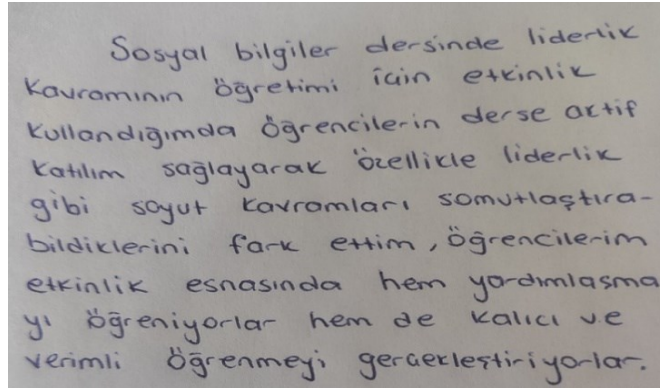 Sosyal bilgiler dersinde liderlik
kavramının öğretimi için etkinlik
kullandığımda öğrencilerin derse aktif
katılım sağlayarak özellikle liderlik
gibi soyut kavramları somutlaştıra-
bildiklerini fark ettim, öğrencilerim
etkinlik esnasında hem yardımlaşma
yı öğreniyorlar hem de kalıcı ve
verimli öğrenmeyi gerçekleştiriyorlar.